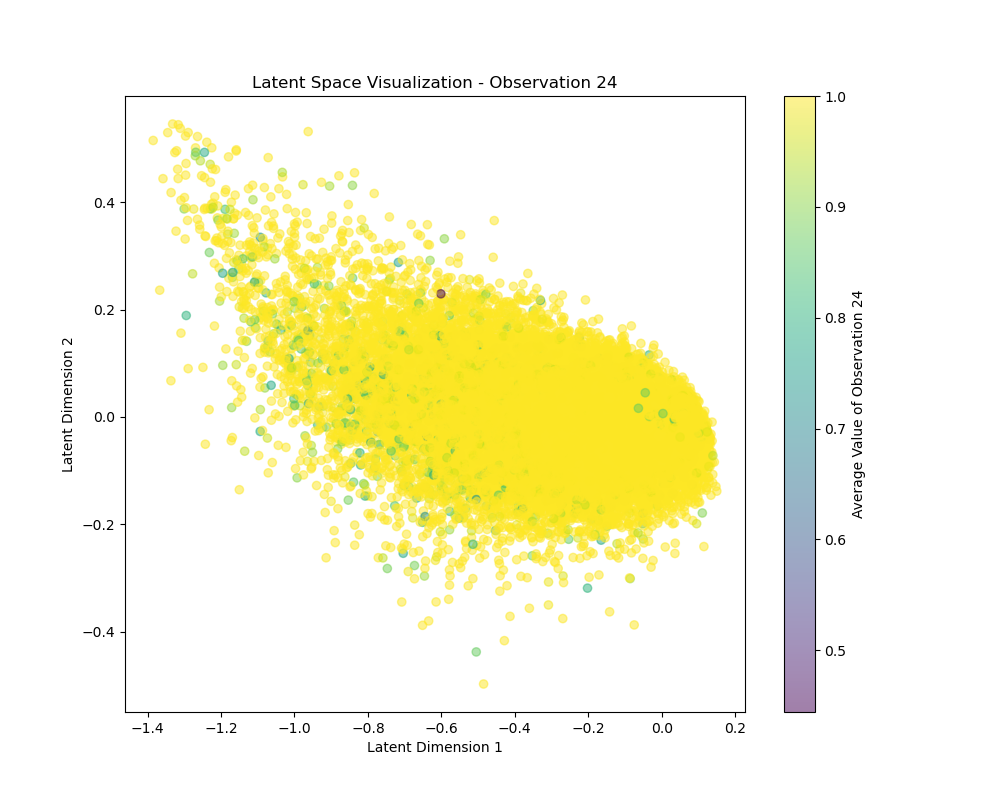 Latent Space Visualization - Observation 24
Latent Dimension 2
0.4
0.2
0.0
−0.2
−0.4
−1.4 −1.2 −1.0 −0.8 −0.6 −0.4 −0.2 0.0 0.2
Latent Dimension 1
1.0
0.9
0.8
0.7
0.6
0.5
Average Value of Observation 24